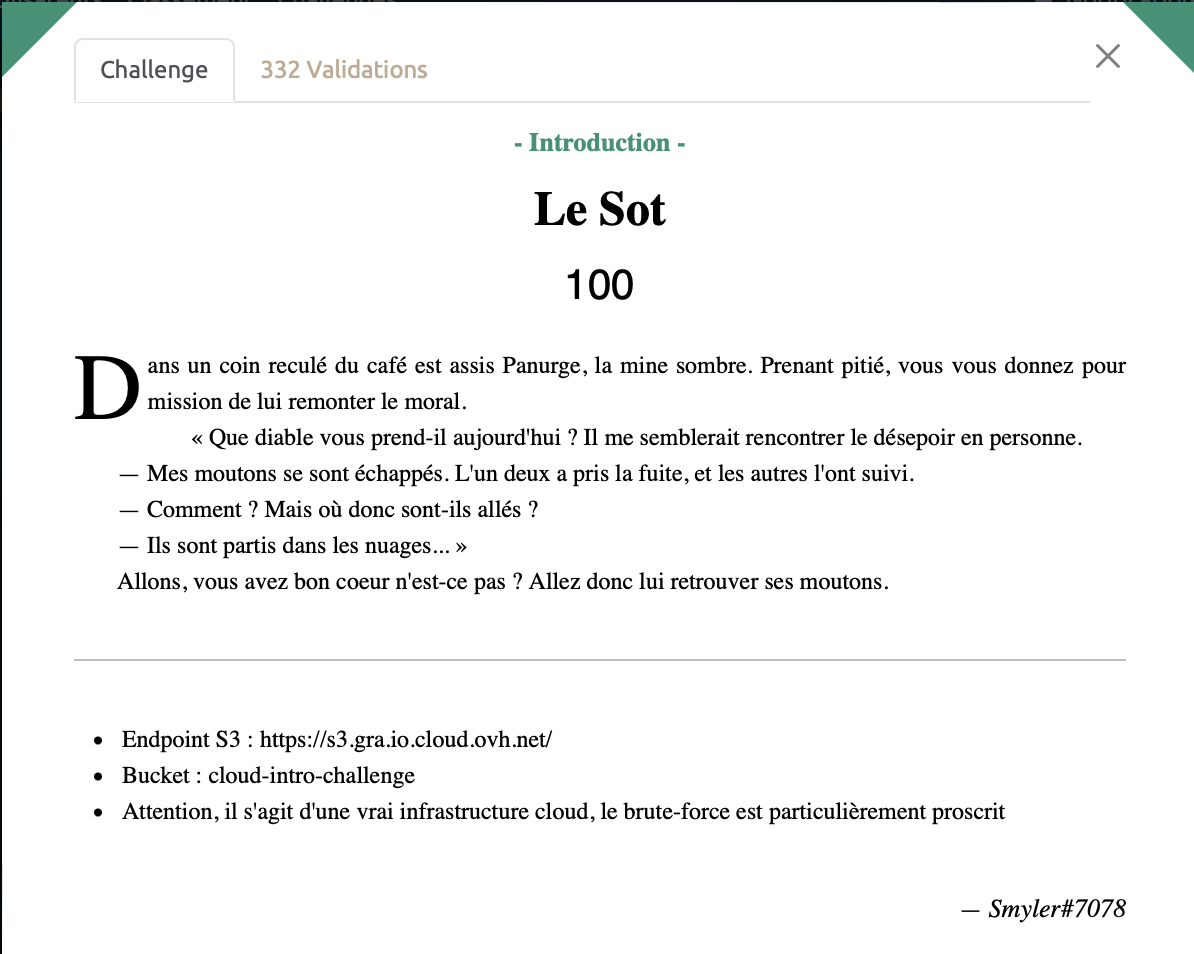 Challenge
332 Validations
- Introduction -
Le Sot
100
Dans un coin reculé du café est assis Panurge, la mine sombre. Prenant pitié, vous vous donnez pour
mission de lui remonter le moral.
« Que diable vous prend-il aujourd'hui ? Il me semblerait rencontrer le désepoir en personne.
— Mes moutons se sont échappés. L'un deux a pris la fuite, et les autres l'ont suivi.
— Comment ? Mais où donc sont-ils allés ?
— Ils sont partis dans les nuages... »
Allons, vous avez bon coeur n'est-ce pas ? Allez donc lui retrouver ses moutons.
• Endpoint S3 : https://s3.gra.io.cloud.ovh.net/
• Bucket : cloud-intro-challenge
• Attention, il s'agit d'une vrai infrastructure cloud, le brute-force est particulièrement proscrit
— Smyler#7078